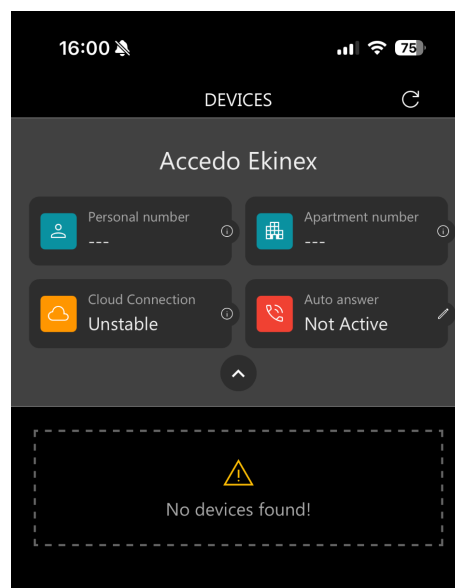 16:00
75
DEVICES
Accedo Ekinex
Personal number
---
Apartment number
---
Cloud Connection
Unstable
Auto answer
Not Active
No devices found!